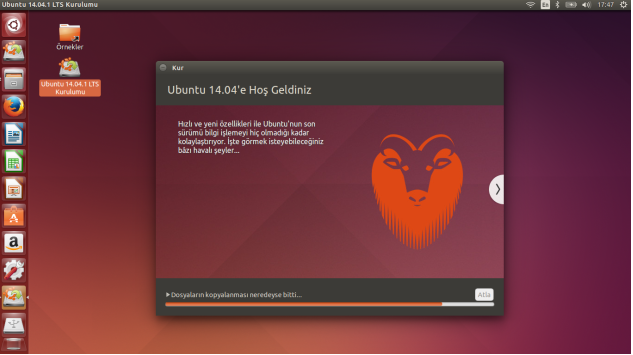 Ubuntu 14.04.1 LTS Kurulumu
En
17:47
Örnekler
Ubuntu 14.04.1 LTS
Kurulumu
Kur
Ubuntu 14.04'e Hoş Geldiniz
Hızlı ve yeni özellikleri ile Ubuntu'nun son
sürümü bilgi işlemeyi hiç olmadığı kadar
kolaylaştırıyor. İşte görmek isteyebileceğiniz
bâzı havalı şeyler...
Dosyaların kopyalanması neredeyse bitti...
Atla